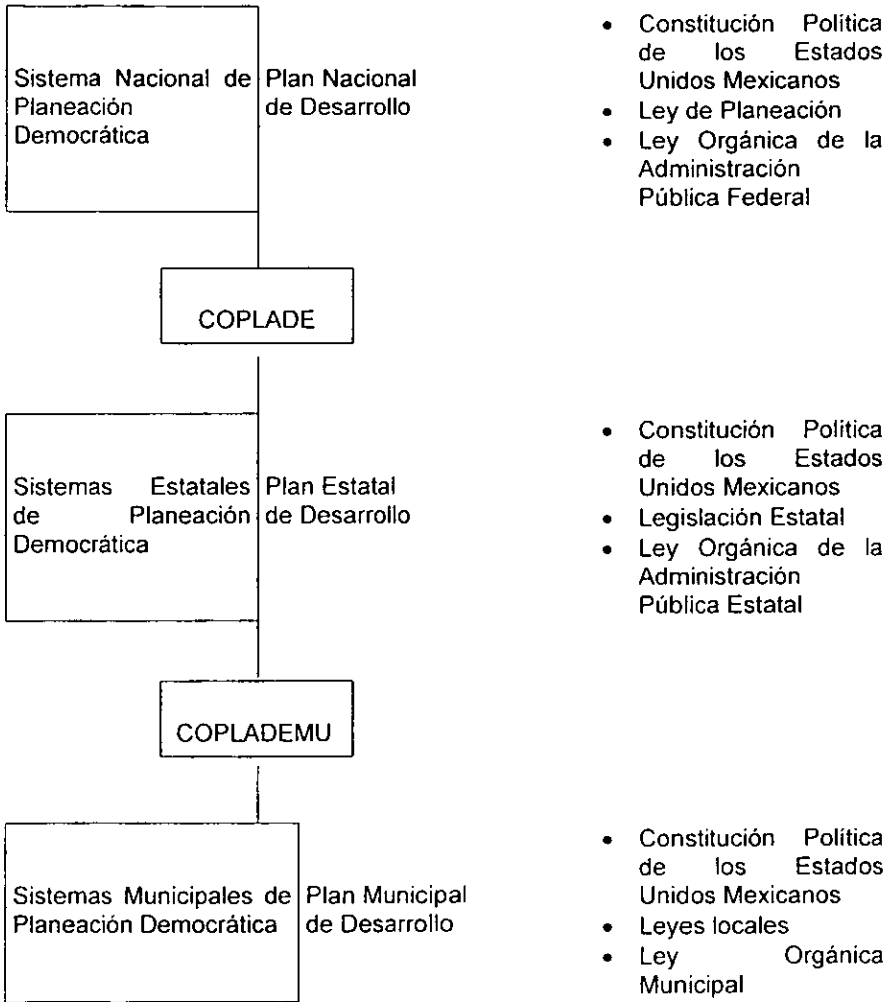 Sistema Nacional de
Planeación
Democrática
Plan Nacional
de Desarrollo
• Constitución Política
de los Estados
Unidos Mexicanos
• Ley de Planeación
• Ley Orgánica de la
Administración
Pública Federal
COPLADE
Sistemas Estatales
de Planeación
Democrática
Plan Estatal
de Desarrollo
• Constitución Política
de los Estados
Unidos Mexicanos
• Legislación Estatal
• Ley Orgánica de la
Administración
Pública Estatal
COPLADEMU
Sistemas Municipales de
Planeación Democrática
Plan Municipal
de Desarrollo
• Constitución Política
de los Estados
Unidos Mexicanos
• Leyes locales
• Ley Orgánica
Municipal